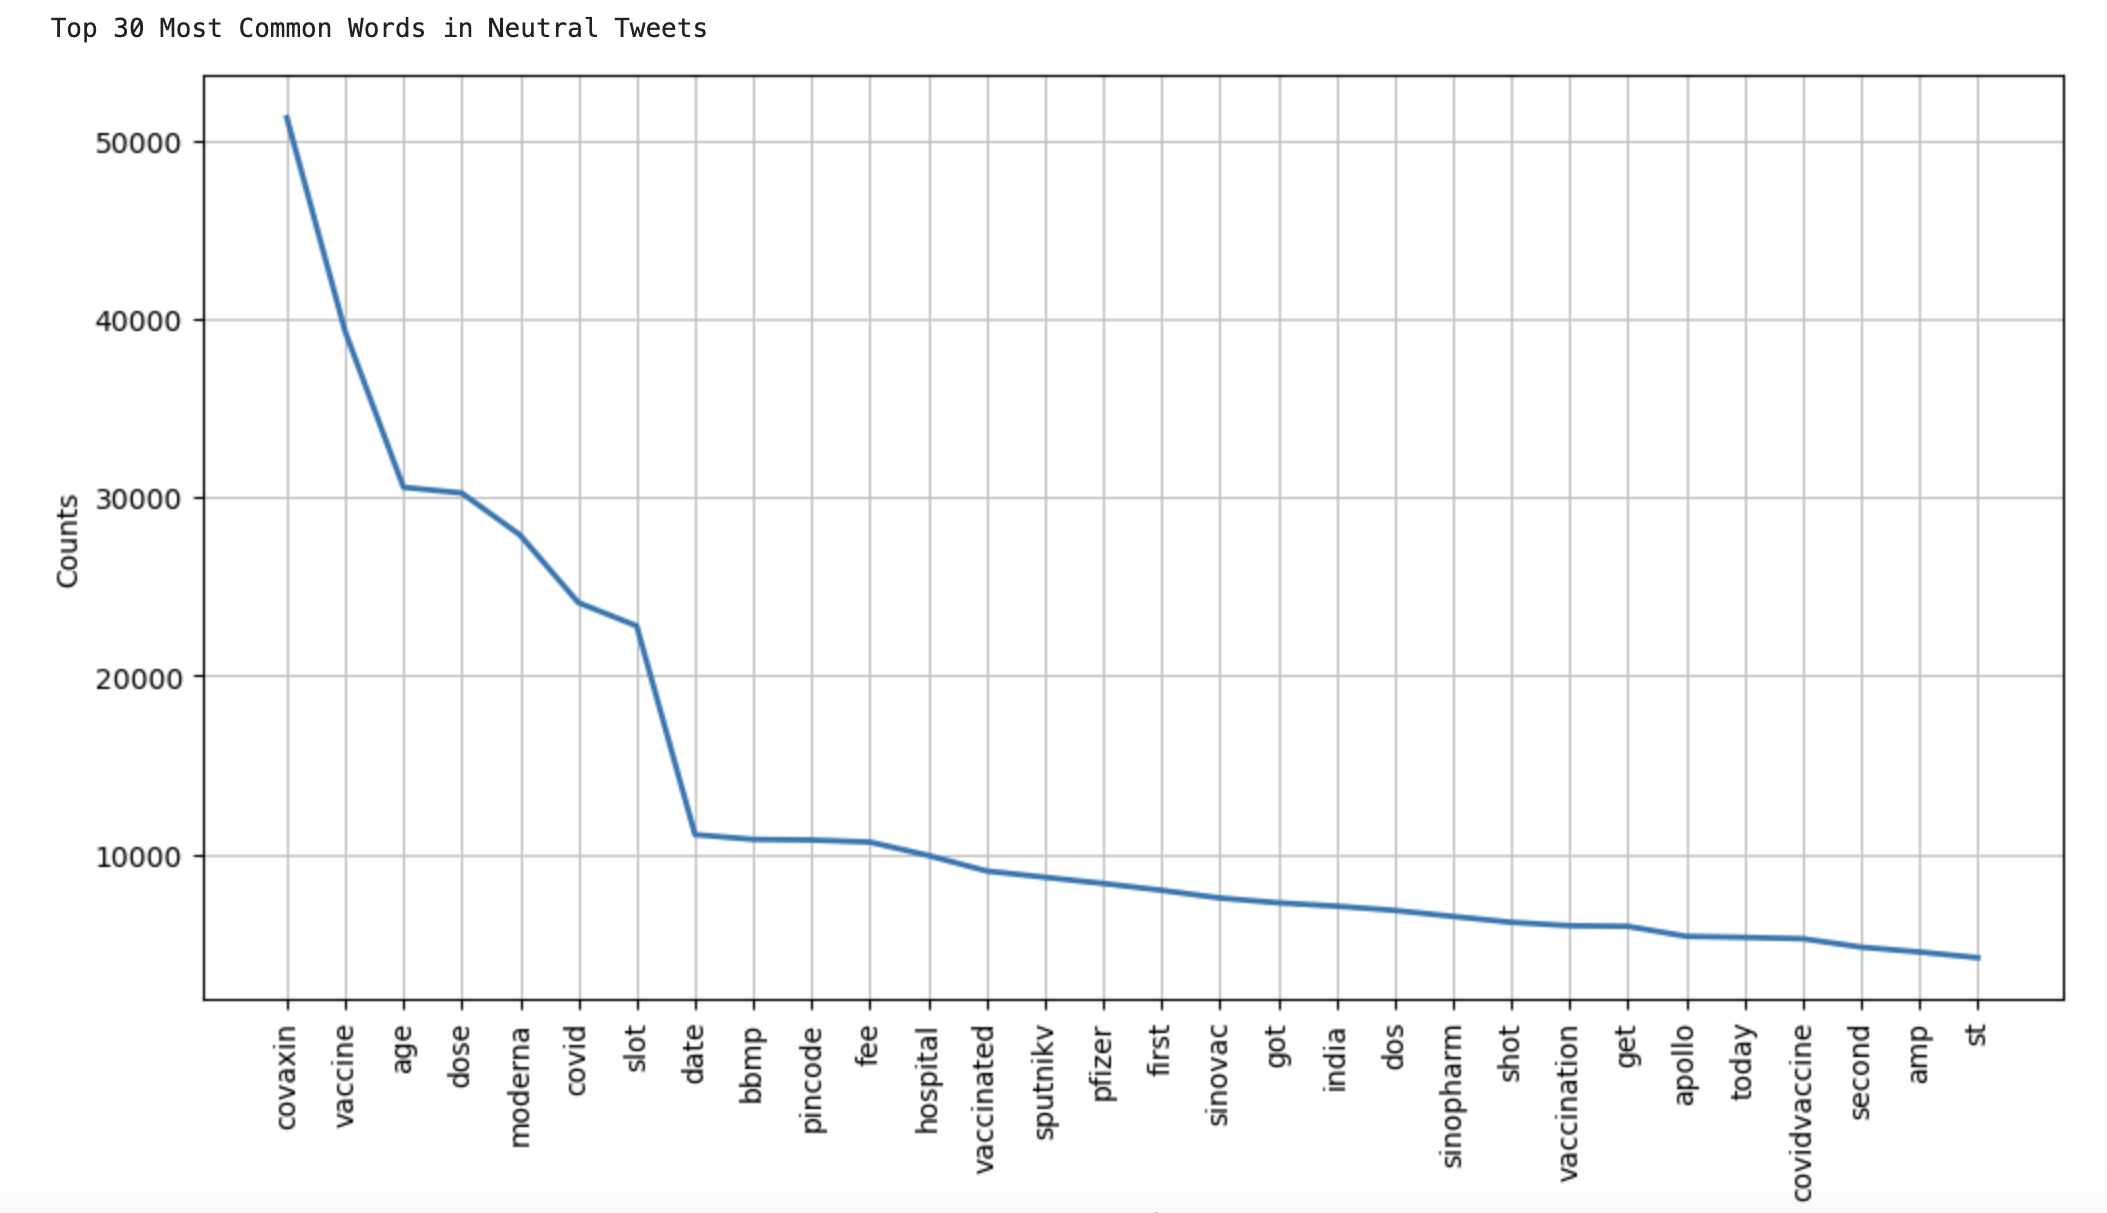 Top 30 Most Common Words in Neutral Tweets
50000
40000
30000
20000
10000
Counts
covaxin
vaccine
age
dose
moderna
covid
slot
date
bbmp
pincode
fee
hospital
vaccinated
sputnikv
pfizer
first
sinovac
got
india
dos
sinopharm
shot
vaccination
get
apollo
today
covidvaccine
second
amp
st